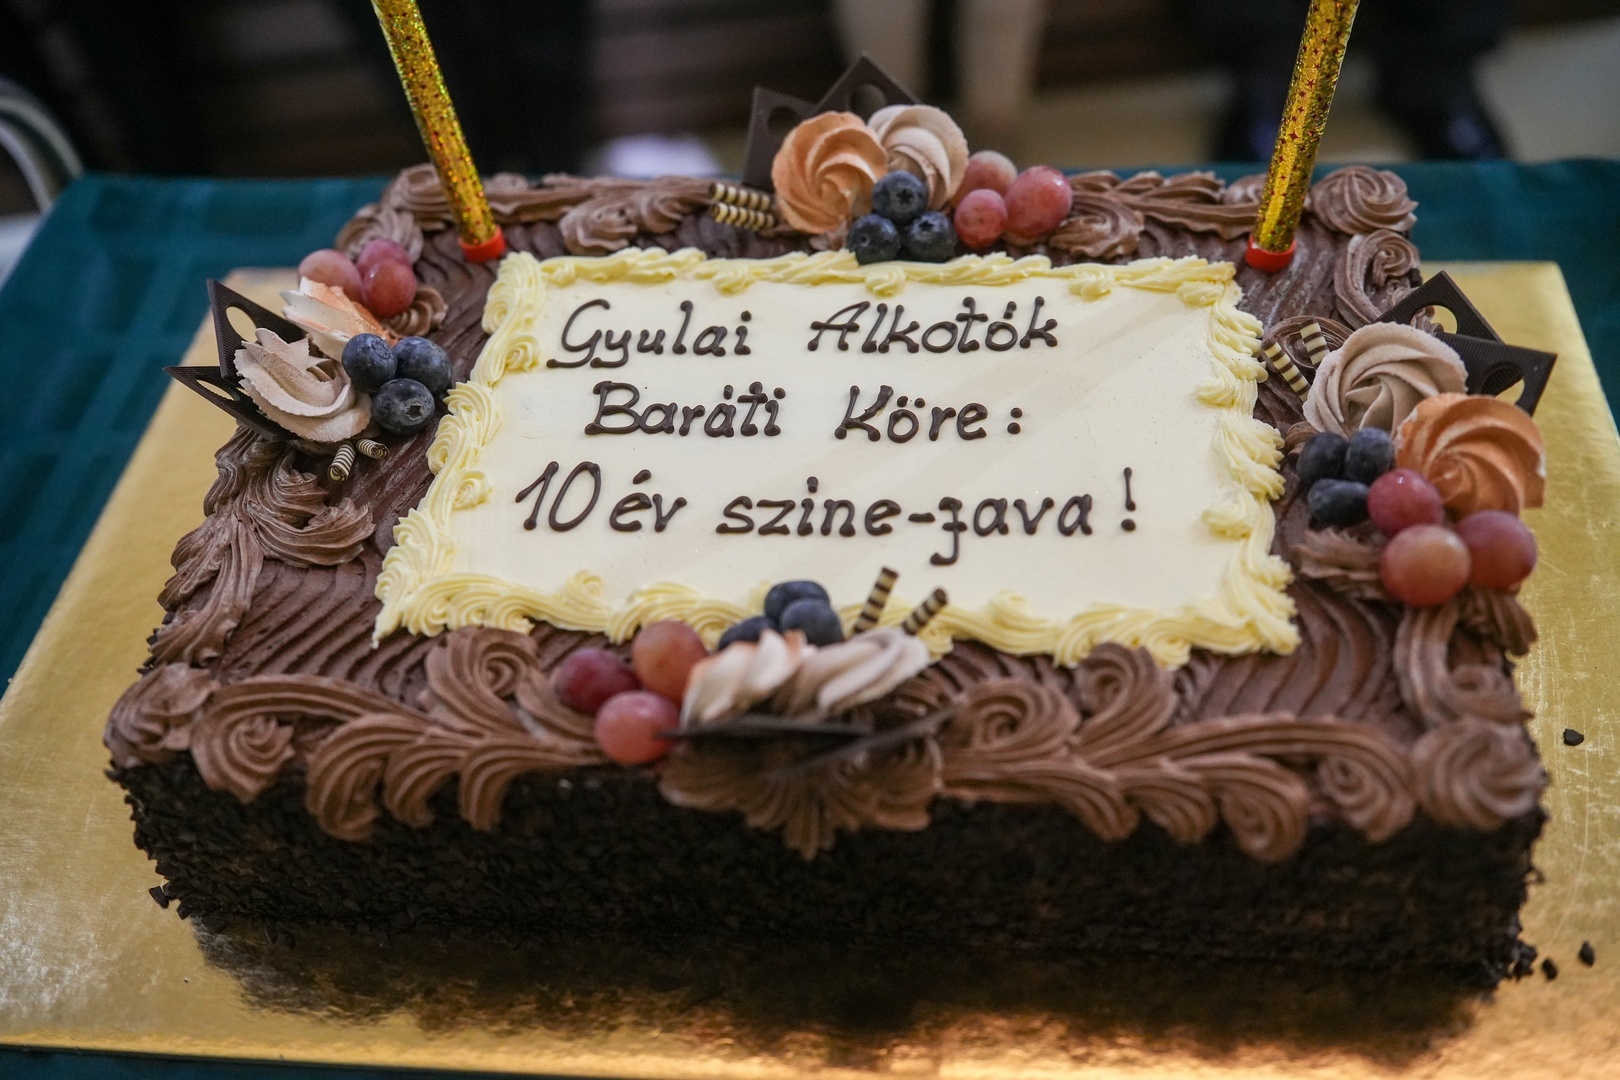 Gyulai Alkotók
Baráti Köre:
10 év szine-java!